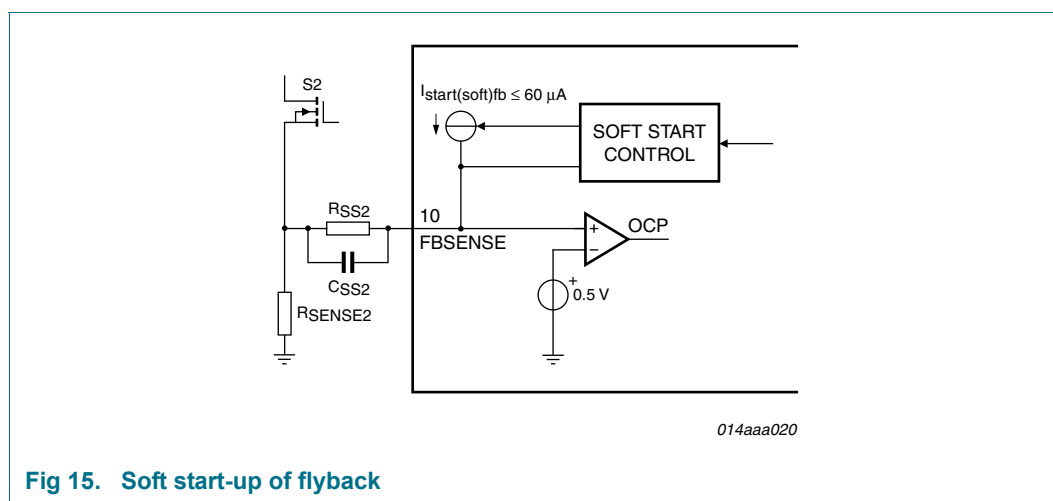 S2
Istart(soft)fb ≤ 60 μA
SOFT START
CONTROL
RSS2
10
FBSENSE
CSS2
RSENSE2
+
−
OCP
+
0.5 V
014aaa020
Fig 15. Soft start-up of flyback